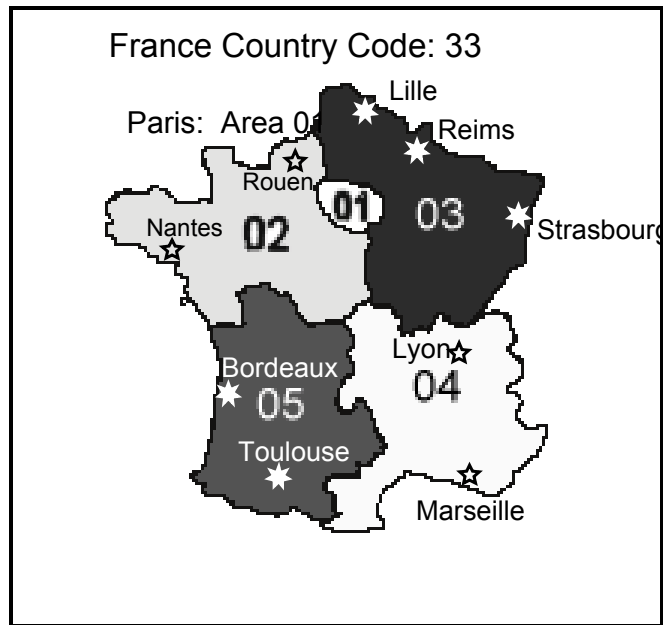 France Country Code: 33
Lille
Paris: Area 01
Reims
Rouen
01
03
Nantes
02
Strasbourg
Lyon
Bordeaux
04
05
Toulouse
Marseille